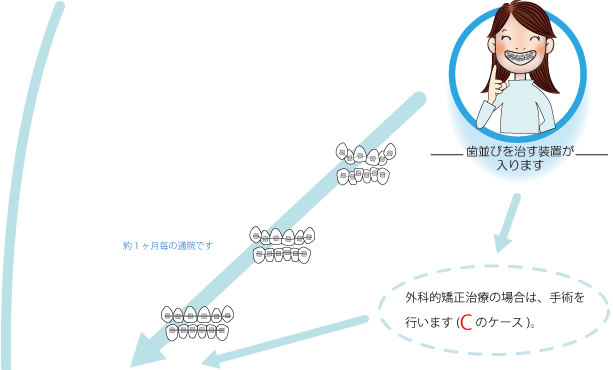 歯並びを治す装置が
入ります
約1ヶ月毎の通院です
外科的矯正治療の場合は、手術を
行います(Cのケース)。